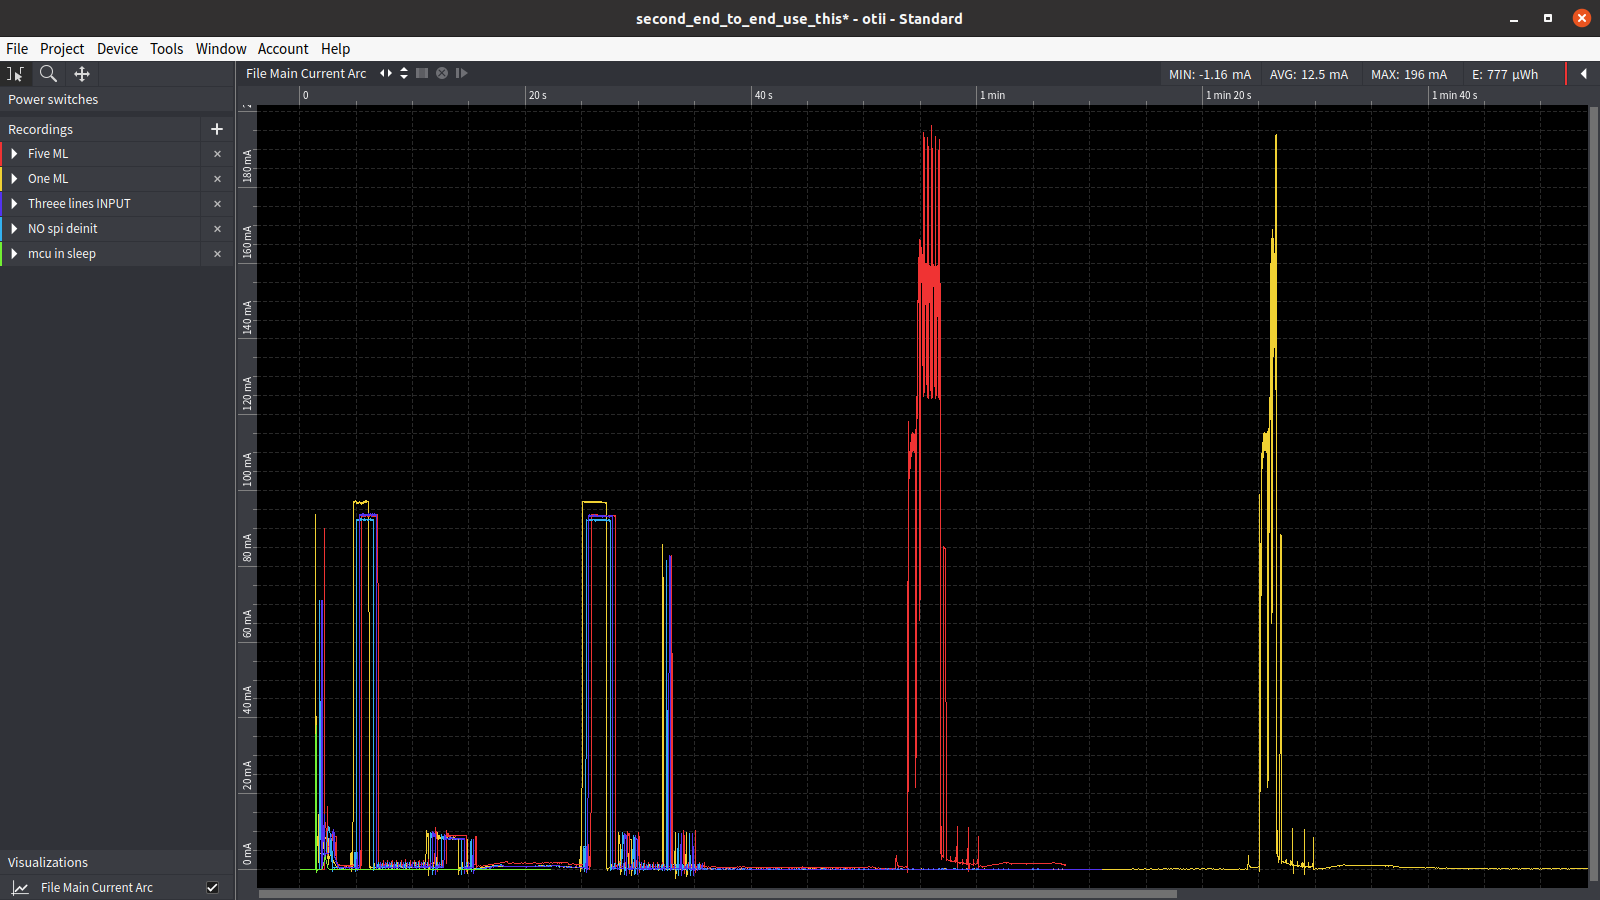 second_end_to_end_use_this* - otii - Standard
File Project Device Tools Window Account Help
File Main Current Arc
MIN: -1.16 mA AVG: 12.5 mA MAX: 196 mA E: 777 µWh
Power switches
Recordings +
Five ML ×
One ML ×
Threee lines INPUT ×
NO spi deinit ×
mcu in sleep ×
0 20 s 40 s 1 min 1 min 20 s 1 min 40 s
180 mA
160 mA
140 mA
120 mA
100 mA
80 mA
60 mA
40 mA
20 mA
0 mA
Visualizations
File Main Current Arc